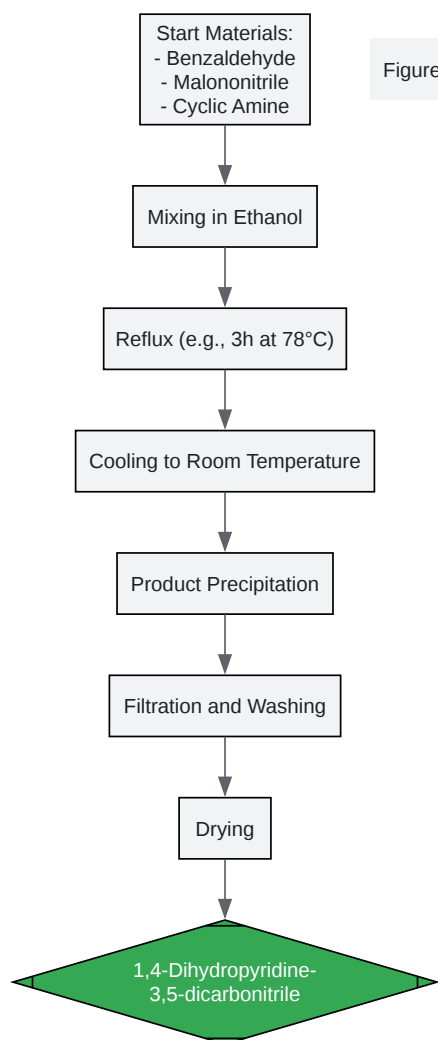 Start Materials:
- Benzaldehyde
- Malononitrile
- Cyclic Amine
Figure
Mixing in Ethanol
Reflux (e.g., 3h at 78°C)
Cooling to Room Temperature
Product Precipitation
Filtration and Washing
Drying
1,4-Dihydropyridine-
3,5-dicarbonitrile